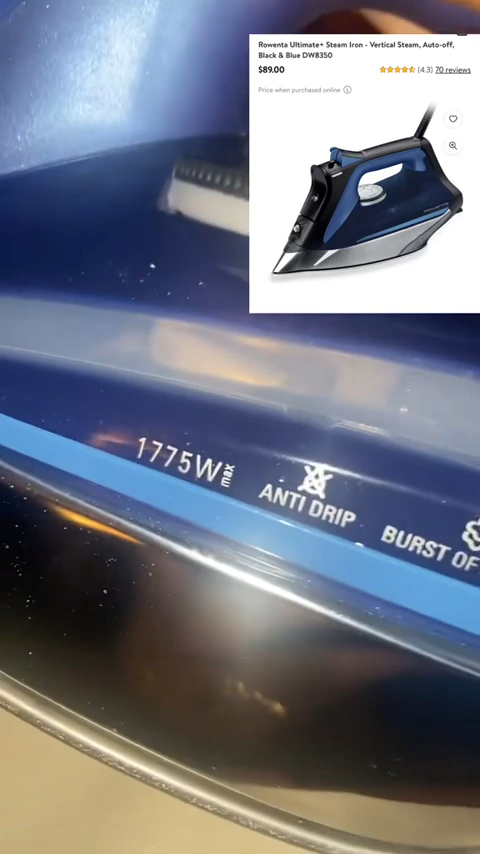 Rowenta Ultimate+ Steam Iron - Vertical Steam, Auto-off,
Black & Blue DW8350
$89.00
(4.3) 70 reviews
Price when purchased online
1775W max
ANTI DRIP
BURST OF